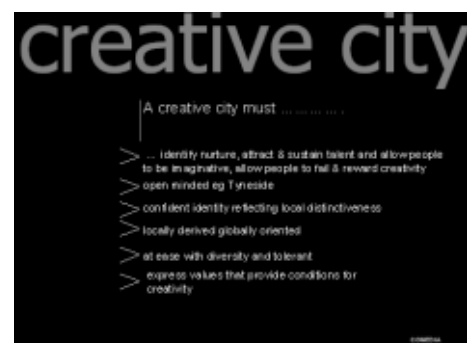 creative city
A creative city must ... ... ... ... .
... identify nurture, attract & sustain talent and allow people
to be imaginative, allow people to fail & reward creativity
open minded eg Tyneside
confident identity reflecting local distinctiveness
locally derived globally oriented
at ease with diversity and tolerant
express values that provide conditions for
creativity